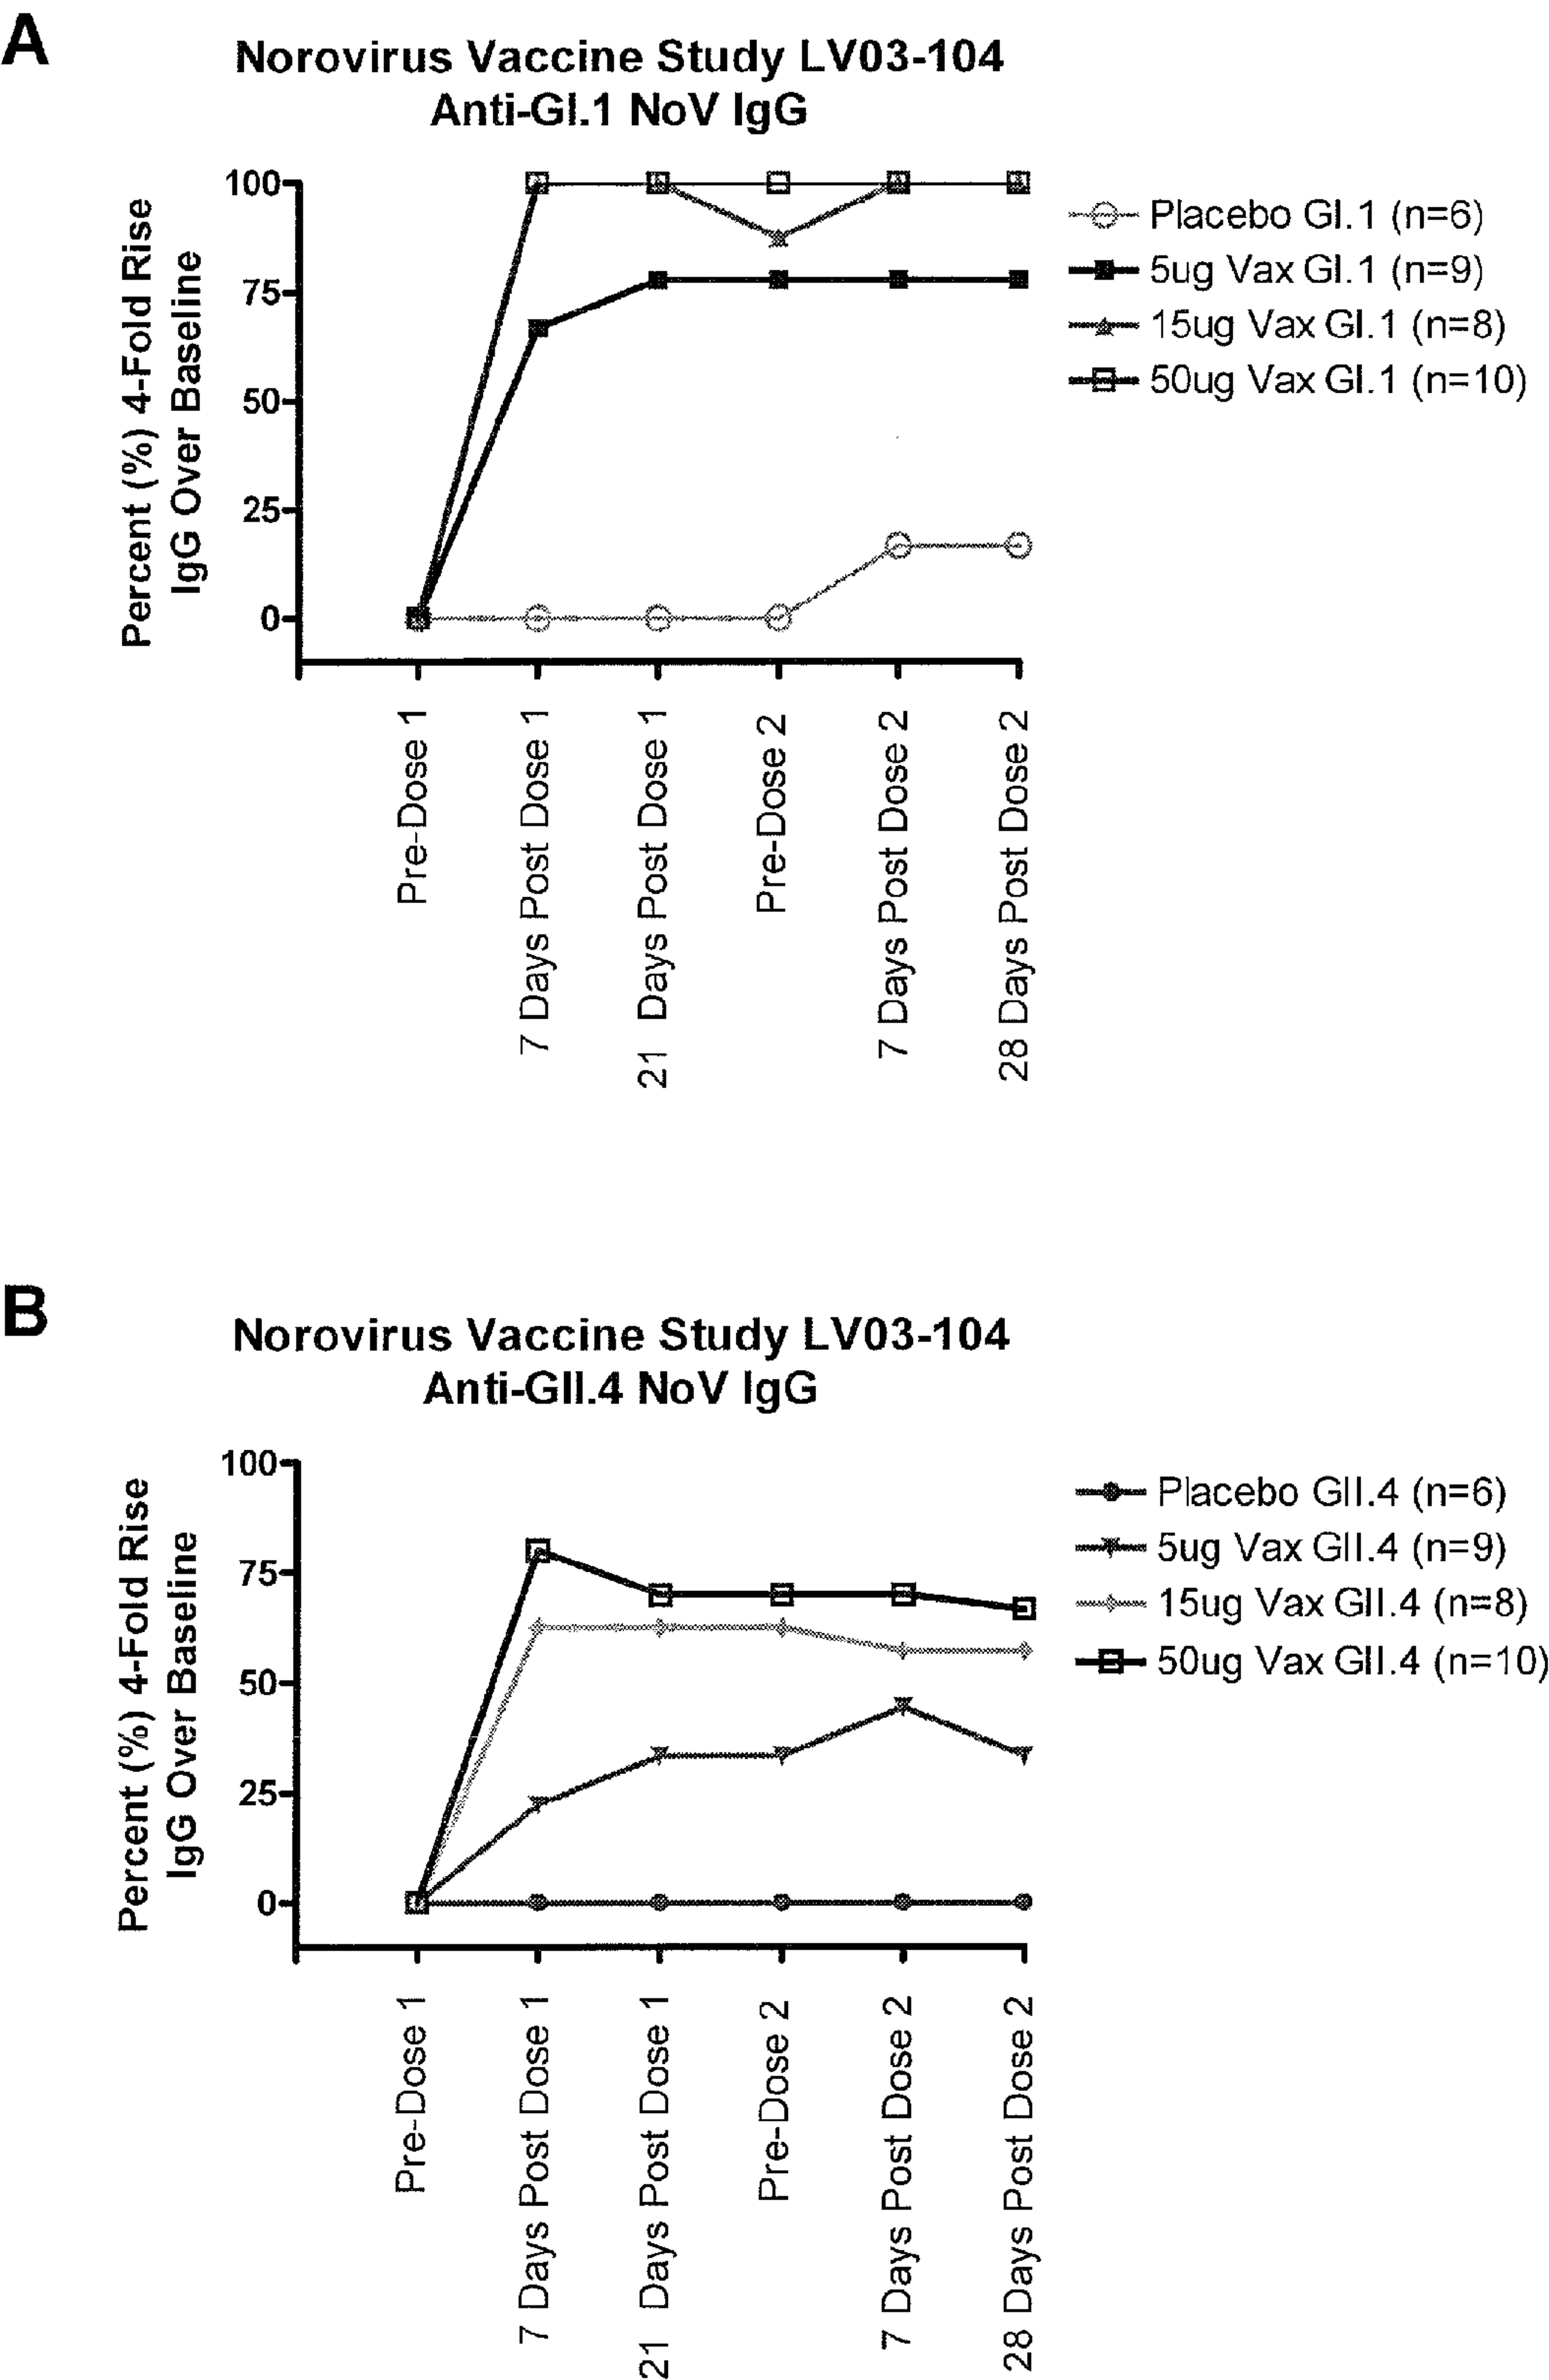 A
Norovirus Vaccine Study LV03-104
Anti-GI.1 NoV IgG
Percent (%) 4-Fold Rise
IgG Over Baseline
100
75
50
25
0
Placebo GI.1 (n=6)
5ug Vax GI.1 (n=9)
15ug Vax GI.1 (n=8)
50ug Vax GI.1 (n=10)
Pre-Dose 1
7 Days Post Dose 1
21 Days Post Dose 1
Pre-Dose 2
7 Days Post Dose 2
28 Days Post Dose 2
B
Norovirus Vaccine Study LV03-104
Anti-GII.4 NoV IgG
Percent (%) 4-Fold Rise
IgG Over Baseline
100
75
50
25
0
Placebo GII.4 (n=6)
5ug Vax GII.4 (n=9)
15ug Vax GII.4 (n=8)
50ug Vax GII.4 (n=10)
Pre-Dose 1
7 Days Post Dose 1
21 Days Post Dose 1
Pre-Dose 2
7 Days Post Dose 2
28 Days Post Dose 2